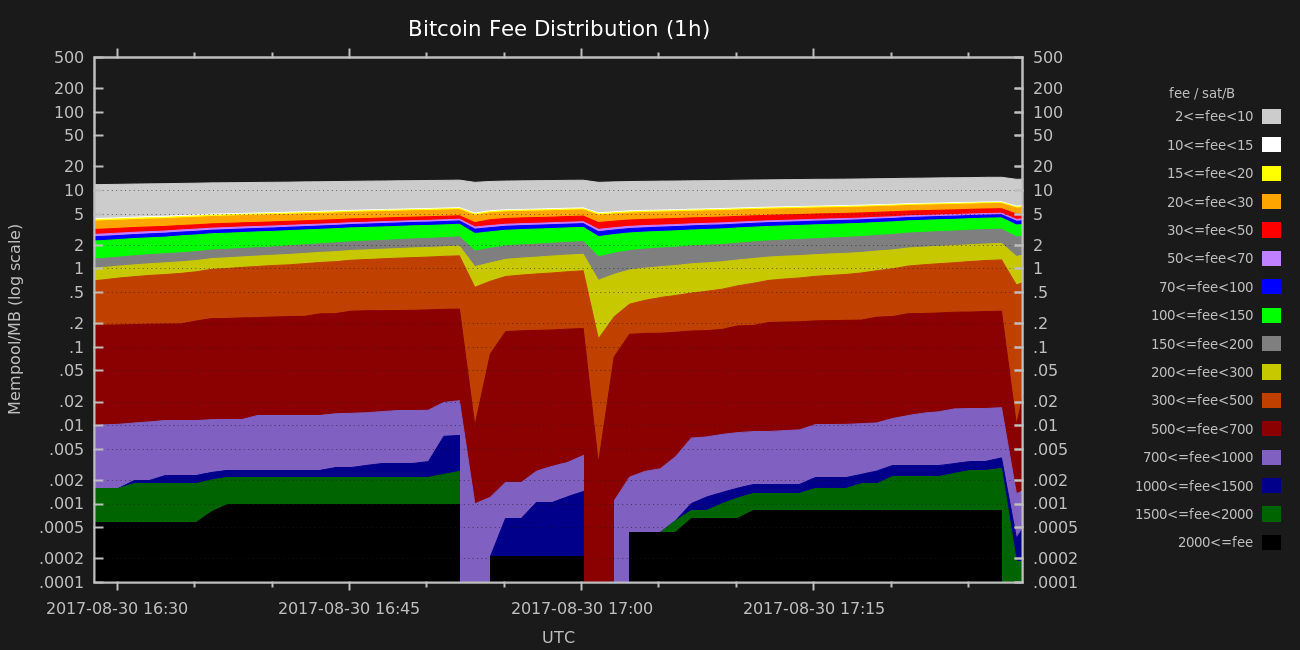 Bitcoin Fee Distribution (1h)
500
200
100
50
20
10
5
2
1
.5
.2
.1
.05
.02
.01
.005
.002
.001
.0005
.0002
.0001
Mempool/MB (log scale)
500
200
100
50
20
10
5
2
1
.5
.2
.1
.05
.02
.01
.005
.002
.001
.0005
.0002
.0001
2017-08-30 16:30 2017-08-30 16:45 2017-08-30 17:00 2017-08-30 17:15
UTC
fee / sat/B
2<=fee<10
10<=fee<15
15<=fee<20
20<=fee<30
30<=fee<50
50<=fee<70
70<=fee<100
100<=fee<150
150<=fee<200
200<=fee<300
300<=fee<500
500<=fee<700
700<=fee<1000
1000<=fee<1500
1500<=fee<2000
2000<=fee